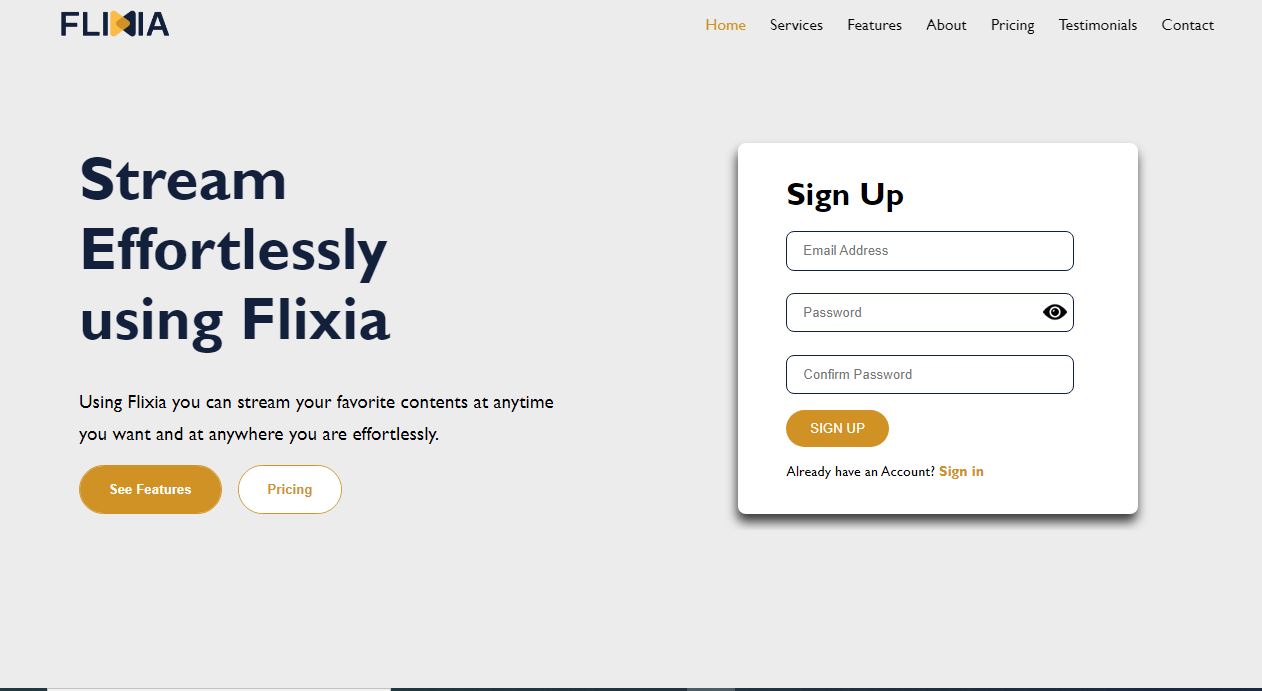 FLIXIA
Home Services Features About Pricing Testimonials Contact
Stream
Effortlessly
using Flixia
Using Flixia you can stream your favorite contents at anytime
you want and at anywhere you are effortlessly.
See Features
Pricing
Sign Up
Email Address
Password
Confirm Password
SIGN UP
Already have an Account? Sign in